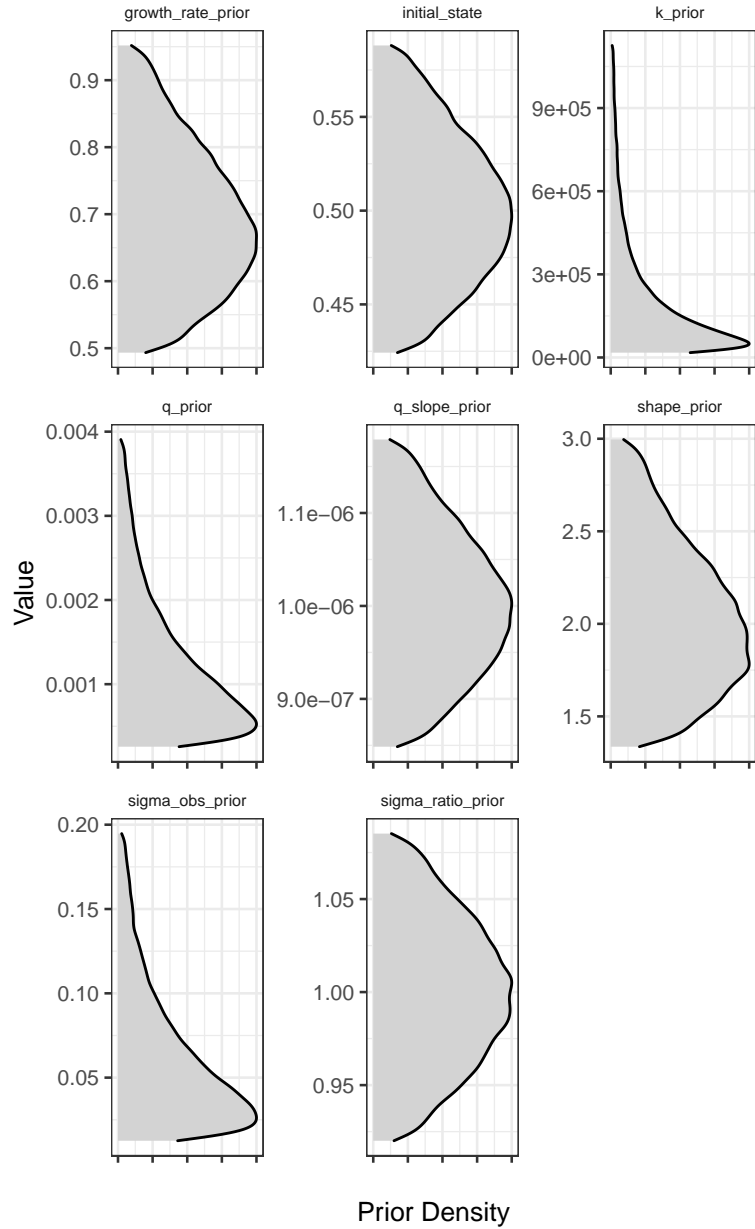 growth_rate_prior
initial_state
k_prior
0.9
0.8
0.7
0.6
0.5
0.55
0.50
0.45
9e+05
6e+05
3e+05
0e+00
q_prior
q_slope_prior
shape_prior
0.004
0.003
0.002
0.001
1.1e−06
1.0e−06
9.0e−07
3.0
2.5
2.0
1.5
sigma_obs_prior
sigma_ratio_prior
0.20
0.15
0.10
0.05
1.05
1.00
0.95
Value
Prior Density